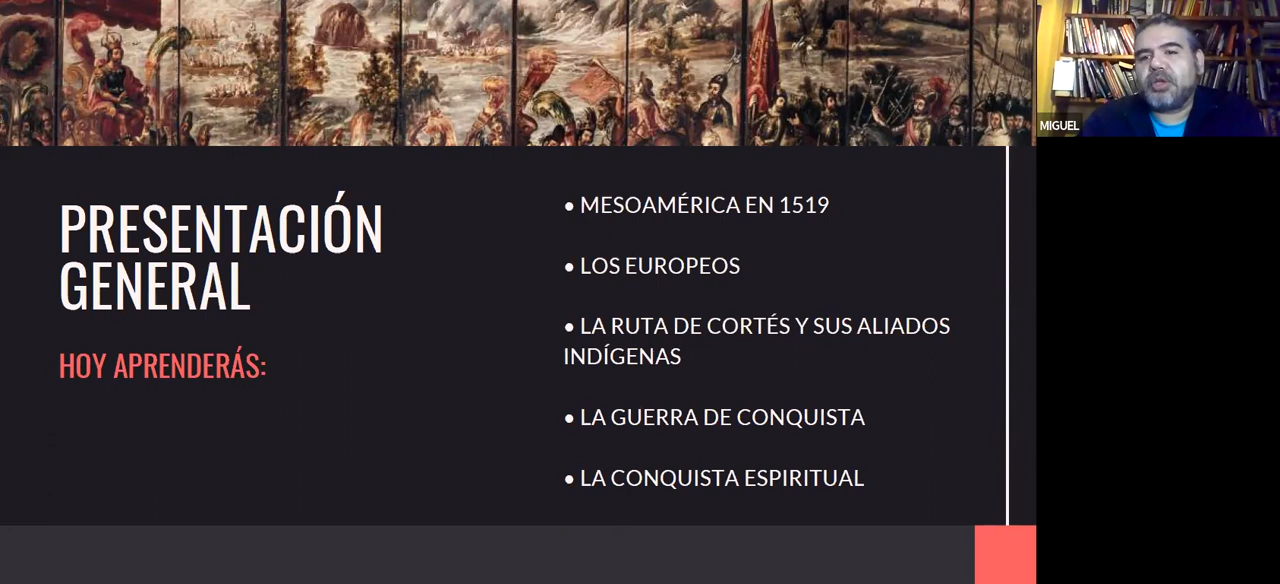 PRESENTACIÓN
GENERAL
HOY APRENDERÁS:
• MESOAMÉRICA EN 1519
• LOS EUROPEOS
• LA RUTA DE CORTÉS Y SUS ALIADOS
INDÍGENAS
• LA GUERRA DE CONQUISTA
• LA CONQUISTA ESPIRITUAL
MIGUEL